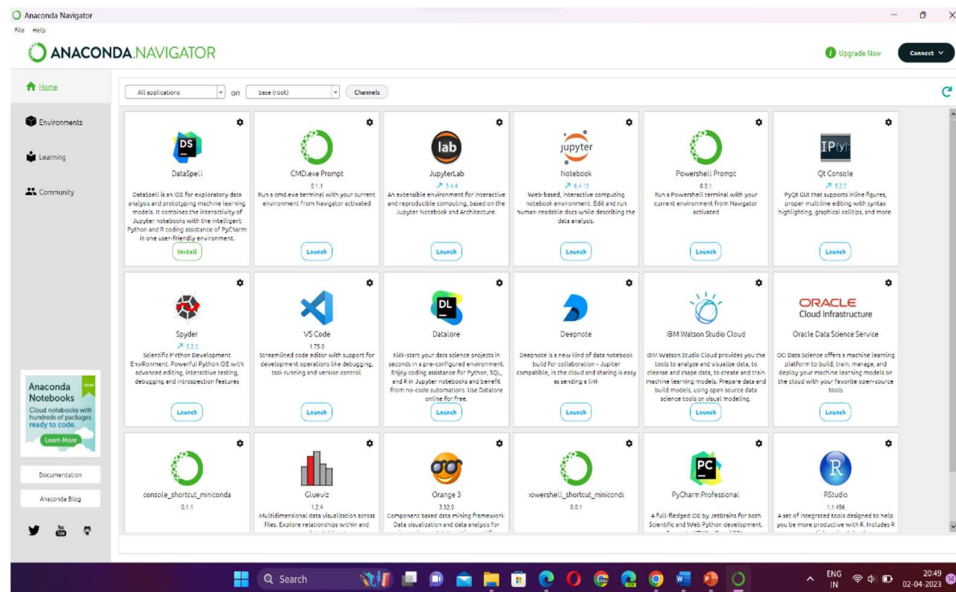 Anaconda Navigator
File Help
ANACONDA.NAVIGATOR
Upgrade Now
Connect
Home
Environments
Learning
Community
All applications on base (root) Channels
DS
DataSpell
DataSpell is an IDE for exploratory data
analysis and prototyping machine learning
models. It combines the interactivity of
Jupyter notebooks with the intelligent
Python and R coding assistance of PyCharm
in one user-friendly environment.
Install
CMD.exe Prompt
0.1.1
Run a cmd.exe terminal with your current
environment from Navigator activated
Launch
lab
JupyterLab
3.4.4
An extensible environment for interactive
and reproducible computing, based on the
Jupyter Notebook and Architecture.
Launch
jupyter
Notebook
6.4.12
Web-based, interactive computing
notebook environment. Edit and run
human-readable docs while describing the
data analysis.
Launch
Powershell Prompt
0.0.1
Run a Powershell terminal with your
current environment from Navigator
activated
Launch
IP[y]:
Qt Console
5.2.2
PyQt GUI that supports inline figures,
proper multiline editing with syntax
highlighting, graphical calltips, and more.
Launch
Spyder
5.2.2
Scientific PYthon Development
EnviRonment. Powerful Python IDE with
advanced editing, interactive testing,
debugging and introspection features
Launch
VS Code
1.75.0
Streamlined code editor with support for
development operations like debugging,
task running and version control.
Launch
DL
Datalore
Kick-start your data science projects in
seconds in a pre-configured environment.
Enjoy coding assistance for Python, SQL,
and R in Jupyter notebooks and benefit
from no-code automations. Use Datalore
online for free.
Launch
Deepnote
Deepnote is a new kind of data notebook
build for collaboration - Jupiter
compatible, in the cloud and sharing is easy
as sending a link
Launch
IBM Watson Studio Cloud
IBM Watson Studio Cloud provides you the
tools to analyze and visualize data, to
cleanse and shape data, to create and train
machine learning models. Prepare data and
build models, using open source data
science tools or visual modeling.
Launch
ORACLE
Cloud Infrastructure
Oracle Data Science Service
OCI Data Science offers a machine learning
platform to build, train, manage, and
deploy your machine learning models on
the cloud with your favorite open-source
tools
Launch
console_shortcut_miniconda
0.1.1
Glueviz
1.2.4
Multidimensional data visualization across
files. Explore relationships within and
Orange 3
3.32.0
Component based data mining framework.
Data visualization and data analysis for
powershell_shortcut_miniconda
0.0.1
PC
PyCharm Professional
A full-fledged IDE by JetBrains for both
Scientific and Web Python development.
R
RStudio
1.1.456
A set of integrated tools designed to help
you be more productive with R. Includes R
Anaconda
Notebooks
Cloud notebooks with
hundreds of packages
ready to code.
Learn More
Documentation
Anaconda Blog
Search
ENG
IN
20:49
02-04-2023